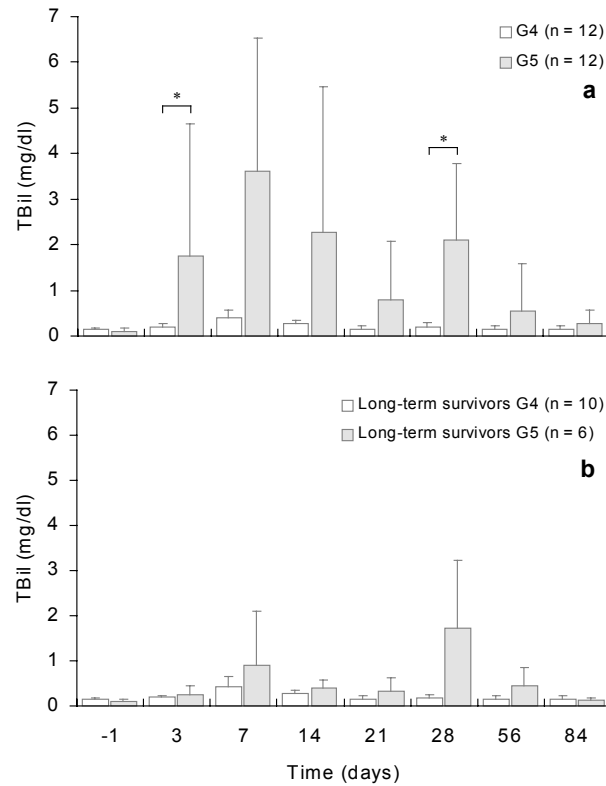 G4 (n = 12)
G5 (n = 12)
a
7
6
5
4
3
2
1
0
TBil (mg/dl)
*
*
Long-term survivors G4 (n = 10)
Long-term survivors G5 (n = 6)
b
7
6
5
4
3
2
1
0
TBil (mg/dl)
-1 3 7 14 21 28 56 84
Time (days)